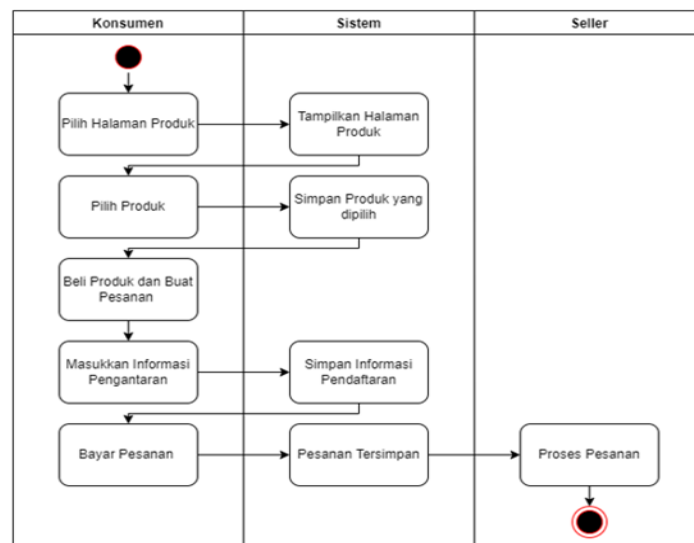 Konsumen
Sistem
Seller
Pilih Halaman Produk
Tampilkan Halaman
Produk
Pilih Produk
Simpan Produk yang
dipilih
Beli Produk dan Buat
Pesanan
Masukkan Informasi
Pengantaran
Simpan Informasi
Pendaftaran
Bayar Pesanan
Pesanan Tersimpan
Proses Pesanan